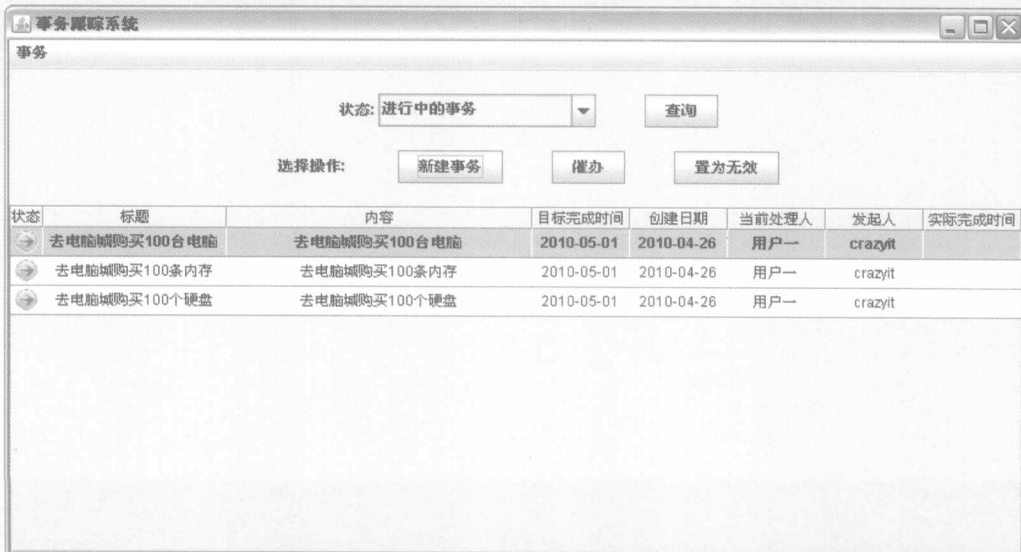 事务跟踪系统
事务
状态: 进行中的事务 查询
选择操作: 新建事务 催办 置为无效
状态 标题 内容 目标完成时间 创建日期 当前处理人 发起人 实际完成时间
去电脑城购买100台电脑 去电脑城购买100台电脑 2010-05-01 2010-04-26 用户一 crazyit
去电脑城购买100条内存 去电脑城购买100条内存 2010-05-01 2010-04-26 用户一 crazyit
去电脑城购买100个硬盘 去电脑城购买100个硬盘 2010-05-01 2010-04-26 用户一 crazyit